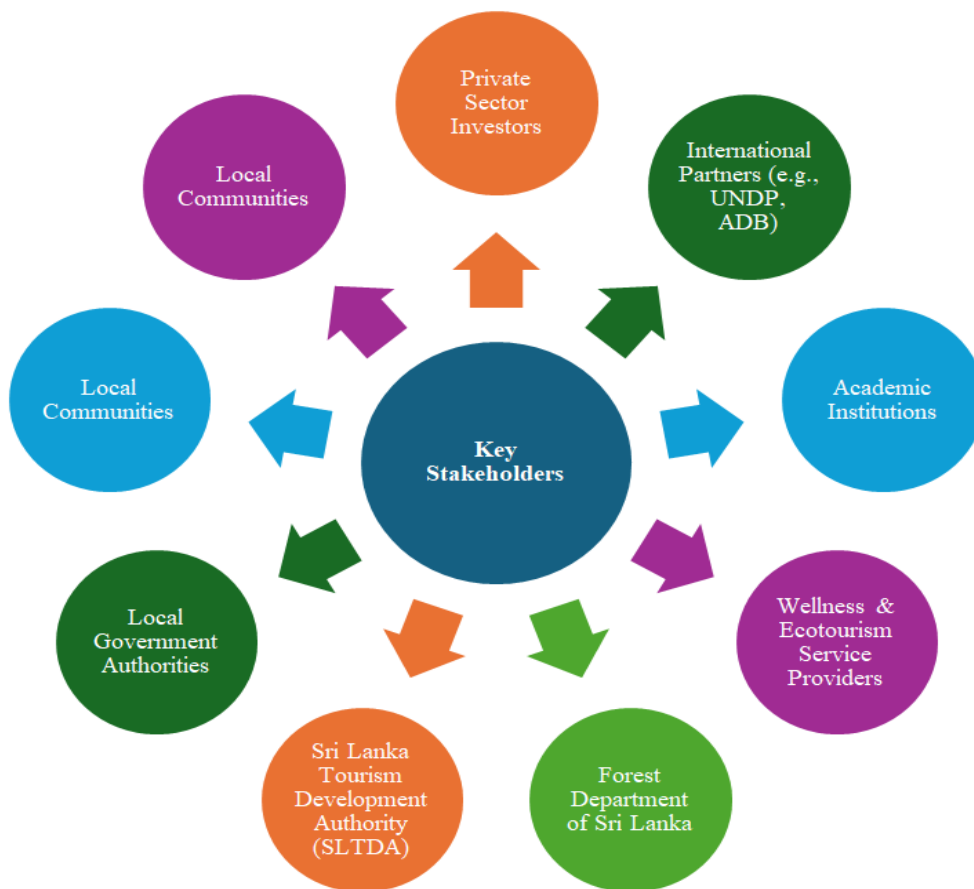 Private
Sector
Investors
International
Partners (e.g.,
UNDP,
ADB)
Academic
Institutions
Wellness &
Ecotourism
Service
Providers
Forest
Department
of Sri Lanka
Sri Lanka
Tourism
Development
Authority
(SLTDA)
Local
Government
Authorities
Local
Communities
Local
Communities
Key
Stakeholders